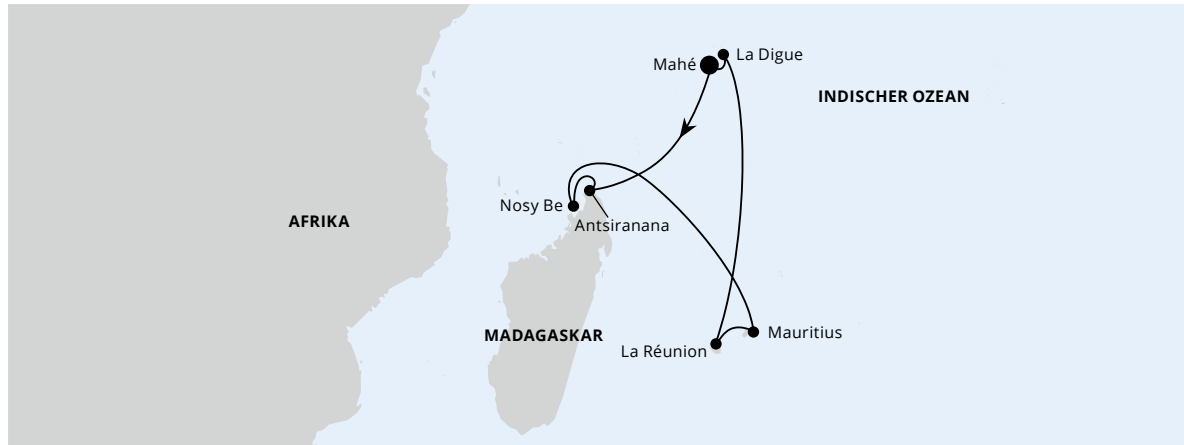 La Digue
Mahé
INDISCHER OZEAN
Nosy Be
AFRIKA
Antsiranana
MADAGASKAR
Mauritius
La Réunion